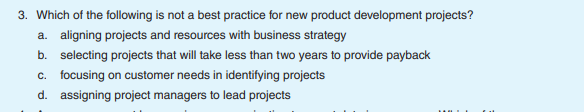 3. Which of the following is not a best practice for new product development projects?
a. aligning projects and resources with business strategy
b. selecting projects that will take less than two years to provide payback
c. focusing on customer needs in identifying projects
d. assigning project managers to lead projects